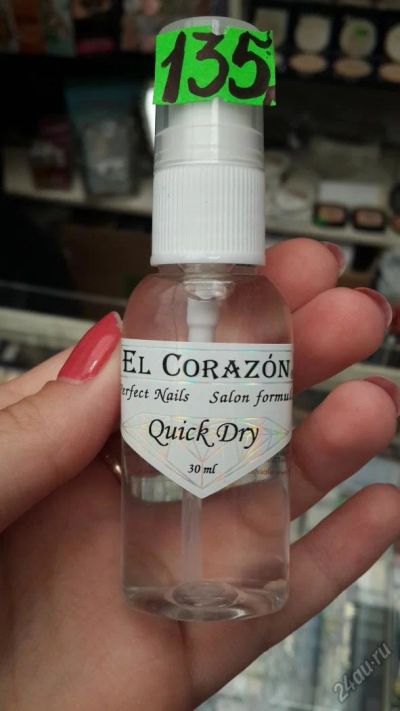 135
EL CORAZÓN
Perfect Nails Salon formula
Quick Dry
30 ml
24au.ru